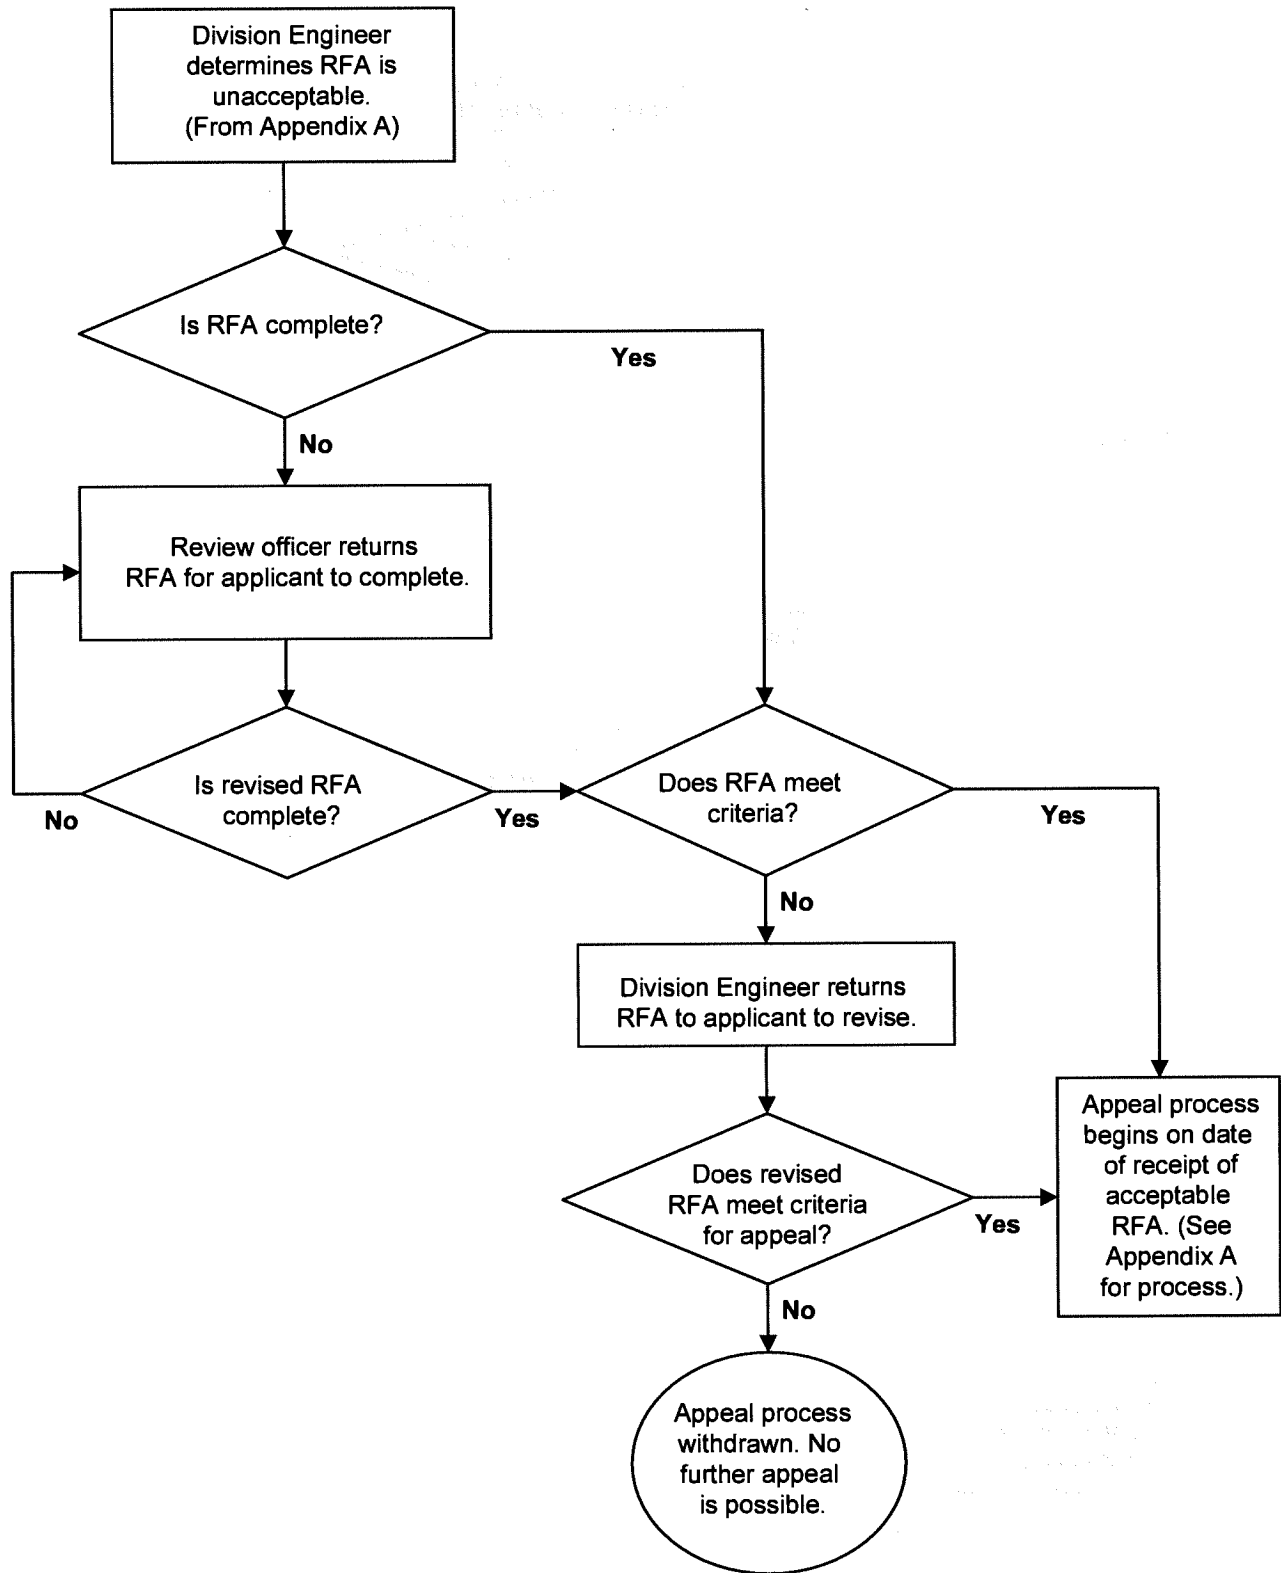 Division Engineer
determines RFA is
unacceptable.
(From Appendix A)
Is RFA complete?
Yes
No
Review officer returns
RFA for applicant to complete.
Is revised RFA
complete?
No
Yes
Does RFA meet
criteria?
Yes
No
Division Engineer returns
RFA to applicant to revise.
Does revised
RFA meet criteria
for appeal?
Yes
No
Appeal process
begins on date
of receipt of
acceptable
RFA. (See
Appendix A
for process.)
Appeal process
withdrawn. No
further appeal
is possible.